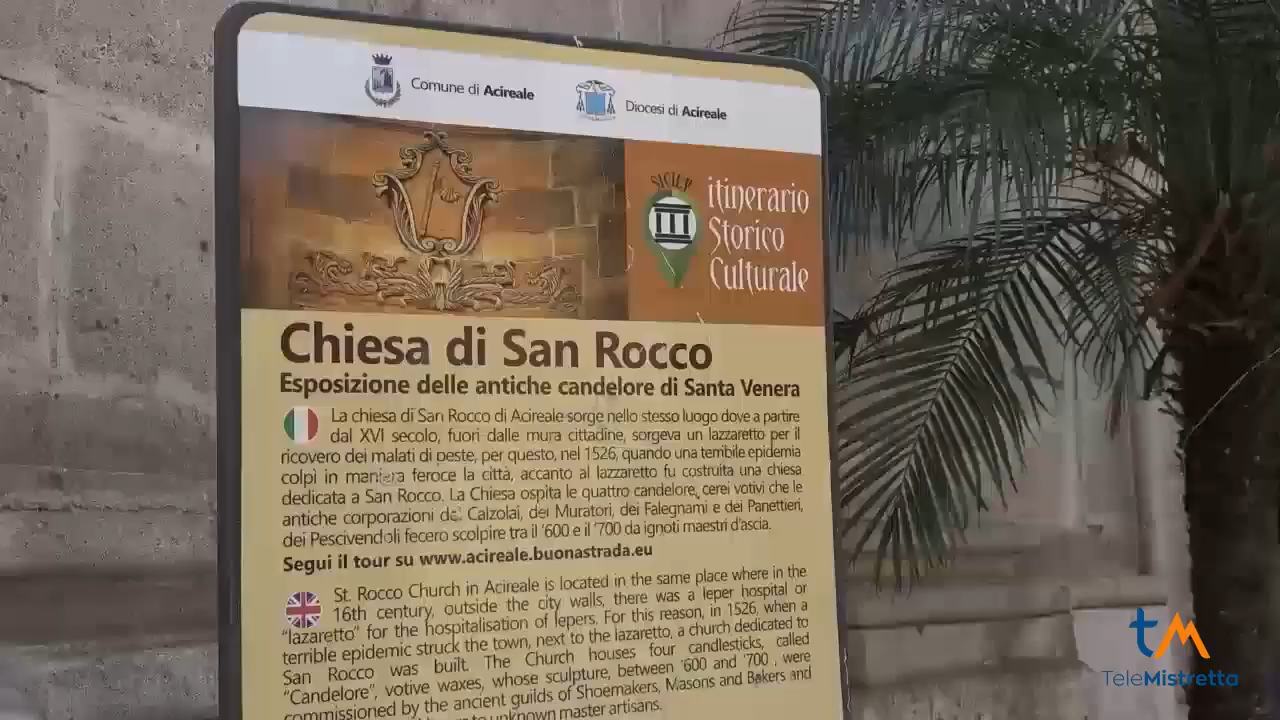 Comune di Acireale
Diocesi di Acireale
SICILY
itinerario
Storico
Culturale
Chiesa di San Rocco
Esposizione delle antiche candelore di Santa Venera
La chiesa di San Rocco di Acireale sorge nello stesso luogo dove a partire
dal XVI secolo, fuori dalle mura cittadine, sorgeva un lazzaretto per il
ricovero dei malati di peste, per questo, nel 1526, quando una terribile epidemia
colpì in maniera feroce la città, accanto al lazzaretto fu costruita una chiesa
dedicata a San Rocco. La Chiesa ospita le quattro candelore, cerei votivi che le
antiche corporazioni dei Calzolai, dei Muratori, dei Falegnami e dei Panettieri,
dei Pescivendoli fecero scolpire tra il '600 e il '700 da ignoti maestri d'ascia.
Segui il tour su www.acireale.buonastrada.eu
St. Rocco Church in Acireale is located in the same place where in the
16th century, outside the city walls, there was a leper hospital or
"lazaretto" for the hospitalisation of lepers. For this reason, in 1526, when a
terrible epidemic struck the town, next to the lazaretto, a church dedicated to
San Rocco was built. The Church houses four candlesticks, called
"Candelore", votive waxes, whose sculpture, between '600 and '700 , were
commissioned by the ancient guilds of Shoemakers, Masons and Bakers and
to unknown master artisans.
tm
TeleMistretta